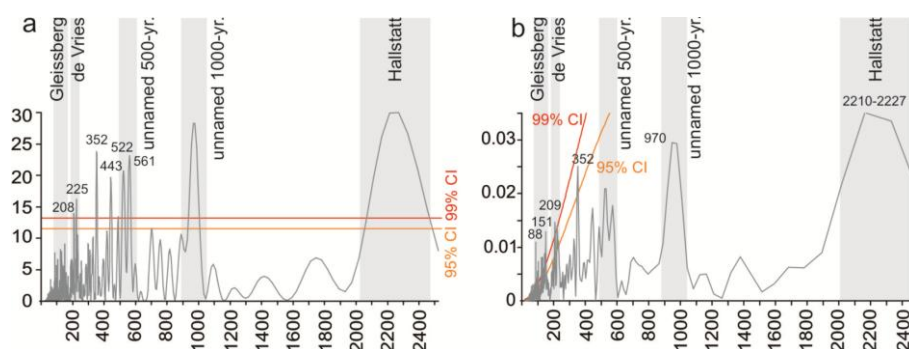 a
Gleissberg
de Vries
unnamed 500-yr.
unnamed 1000-yr.
Hallstatt
30
25
20
15
10
5
0
208
225
352
443
522
561
99% CI
95% CI
200
400
600
800
1000
1200
1400
1600
1800
2000
2200
2400
b
Gleissberg
de Vries
unnamed 500-yr.
unnamed 1000-yr.
Hallstatt
0.03
0.02
0.01
0
99% CI
95% CI
88
151
209
352
970
2210-2227
200
400
600
800
1000
1200
1400
1600
1800
2000
2200
2400